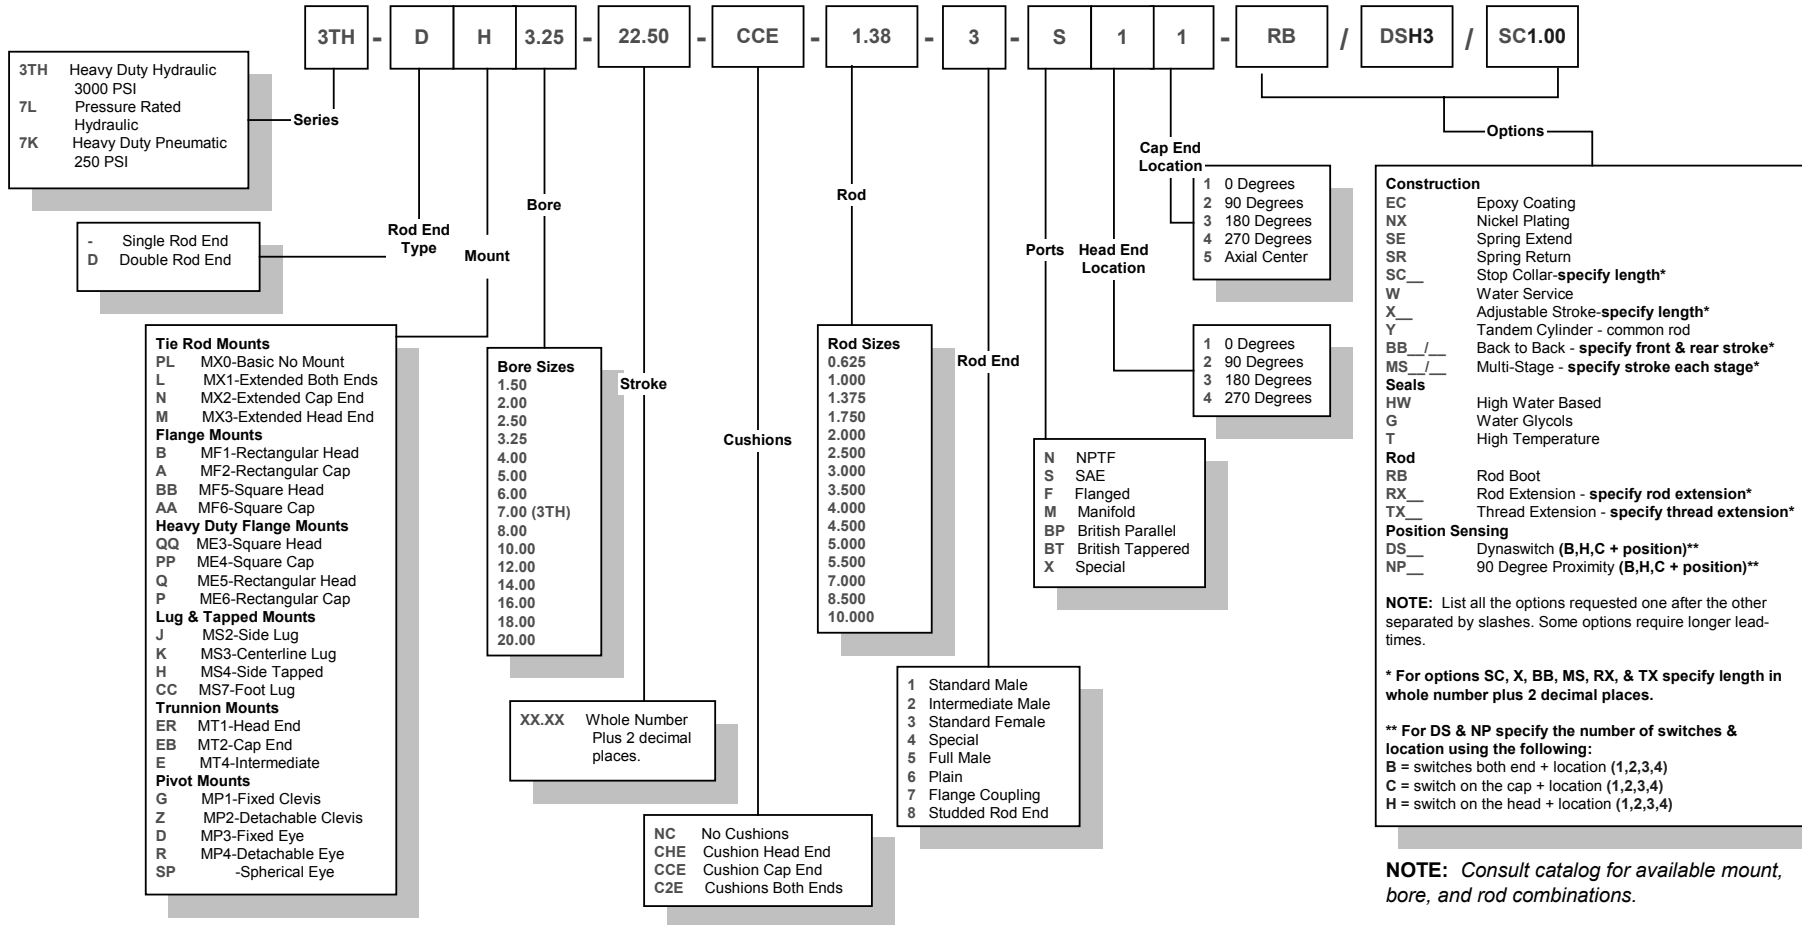 3TH - D H 3.25 - 22.50 - CCE - 1.38 - 3 - S 1 1 - RB / DSH3 / SC1.00
3TH Heavy Duty Hydraulic
3000 PSI
7L Pressure Rated
Hydraulic
7K Heavy Duty Pneumatic
250 PSI
Series
- Single Rod End
D Double Rod End
Rod End
Type
Mount
Tie Rod Mounts
PL MX0-Basic No Mount
L MX1-Extended Both Ends
N MX2-Extended Cap End
M MX3-Extended Head End
Flange Mounts
B MF1-Rectangular Head
A MF2-Rectangular Cap
BB MF5-Square Head
AA MF6-Square Cap
Heavy Duty Flange Mounts
QQ ME3-Square Head
PP ME4-Square Cap
Q ME5-Rectangular Head
P ME6-Rectangular Cap
Lug & Tapped Mounts
J MS2-Side Lug
K MS3-Centerline Lug
H MS4-Side Tapped
CC MS7-Foot Lug
Trunnion Mounts
ER MT1-Head End
EB MT2-Cap End
E MT4-Intermediate
Pivot Mounts
G MP1-Fixed Clevis
Z MP2-Detachable Clevis
D MP3-Fixed Eye
R MP4-Detachable Eye
SP -Spherical Eye
Bore
Bore Sizes
1.50
2.00
2.50
3.25
4.00
5.00
6.00
7.00 (3TH)
8.00
10.00
12.00
14.00
16.00
18.00
20.00
Stroke
XX.XX Whole Number
Plus 2 decimal
places.
Cushions
NC No Cushions
CHE Cushion Head End
CCE Cushion Cap End
C2E Cushions Both Ends
Rod
Rod Sizes
0.625
1.000
1.375
1.750
2.000
2.500
3.000
3.500
4.000
4.500
5.000
5.500
7.000
8.500
10.000
Rod End
1 Standard Male
2 Intermediate Male
3 Standard Female
4 Special
5 Full Male
6 Plain
7 Flange Coupling
8 Studded Rod End
Ports
N NPTF
S SAE
F Flanged
M Manifold
BP British Parallel
BT British Tappered
X Special
Head End
Location
1 0 Degrees
2 90 Degrees
3 180 Degrees
4 270 Degrees
Cap End
Location
1 0 Degrees
2 90 Degrees
3 180 Degrees
4 270 Degrees
5 Axial Center
Options
Construction
EC Epoxy Coating
NX Nickel Plating
SE Spring Extend
SR Spring Return
SC__ Stop Collar-specify length*
W Water Service
X__ Adjustable Stroke-specify length*
Y Tandem Cylinder - common rod
BB__/__ Back to Back - specify front & rear stroke*
MS__/__ Multi-Stage - specify stroke each stage*
Seals
HW High Water Based
G Water Glycols
T High Temperature
Rod
RB Rod Boot
RX__ Rod Extension - specify rod extension*
TX__ Thread Extension - specify thread extension*
Position Sensing
DS__ Dynaswitch (B,H,C + position)**
NP__ 90 Degree Proximity (B,H,C + position)**
NOTE: List all the options requested one after the other
separated by slashes. Some options require longer lead-
times.
* For options SC, X, BB, MS, RX, & TX specify length in
whole number plus 2 decimal places.
** For DS & NP specify the number of switches &
location using the following:
B = switches both end + location (1,2,3,4)
C = switch on the cap + location (1,2,3,4)
H = switch on the head + location (1,2,3,4)
NOTE: Consult catalog for available mount,
bore, and rod combinations.